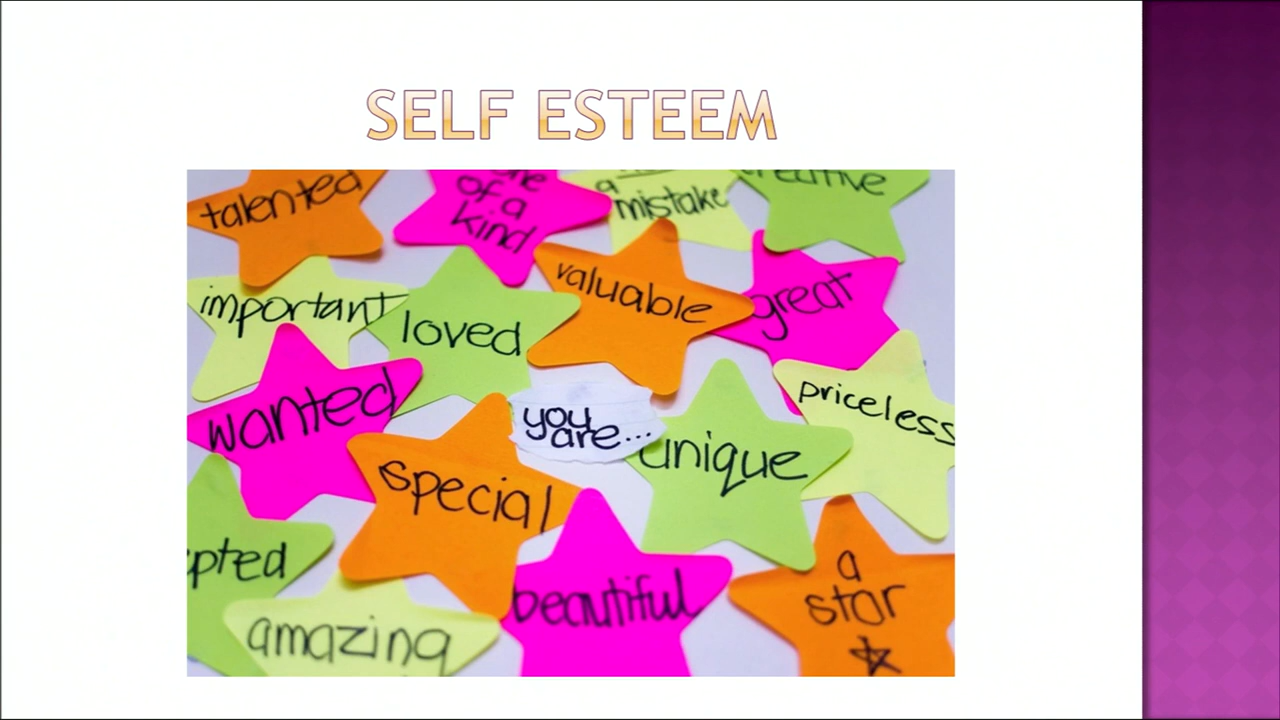 SELF ESTEEM
talented
of a
kind
a
mistake
creative
important
loved
valuable
great
wanted
you
are...
priceless
special
unique
pted
beautiful
a
star
amazing